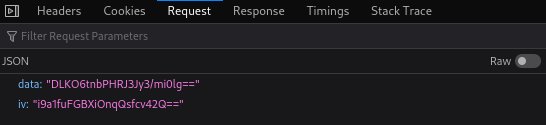 Headers Cookies Request Response Timings Stack Trace
Filter Request Parameters
JSON Raw
data: "DLKO6tnbPHRJ3Jy3/mi0lg=="
iv: "i9a1fuFGBXiOnqQsfcv42Q=="